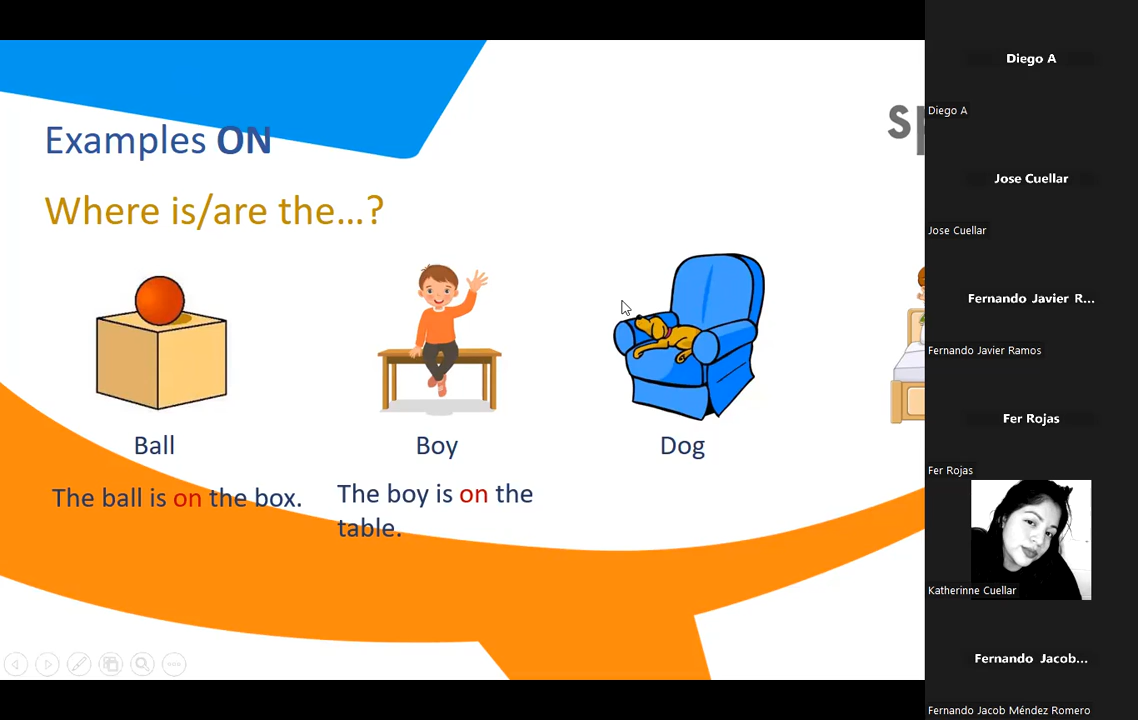 Examples ON
Where is/are the...?
Ball
Boy
Dog
The ball is on the box.
The boy is on the
table.
Diego A
Diego A
Jose Cuellar
Jose Cuellar
Fernando Javier R...
Fernando Javier Ramos
Fer Rojas
Fer Rojas
Katherinne Cuellar
Fernando Jacob...
Fernando Jacob Méndez Romero